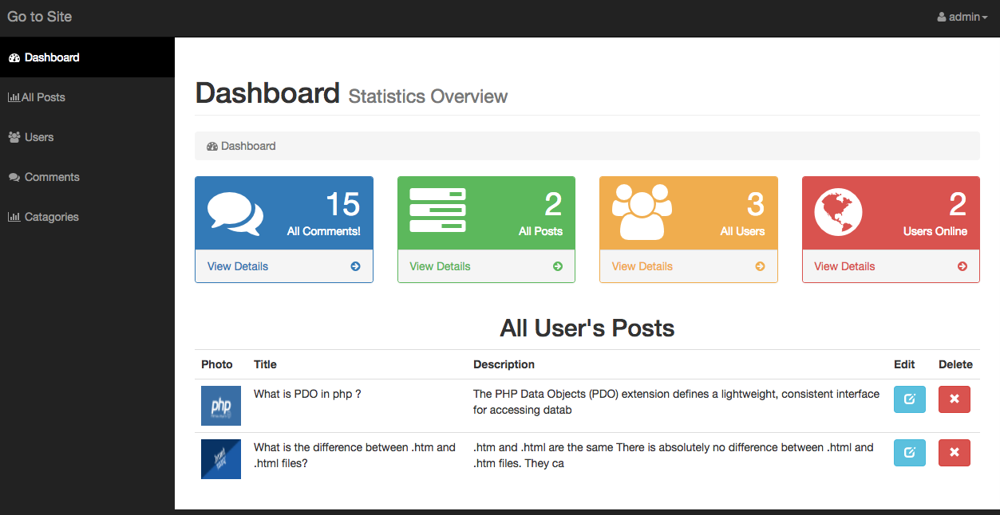 Go to Site
admin
Dashboard
All Posts
Users
Comments
Catagories
Dashboard Statistics Overview
Dashboard
15
All Comments!
View Details
2
All Posts
View Details
3
All Users
View Details
2
Users Online
View Details
All User's Posts
Photo Title Description Edit Delete
php
What is PDO in php ?
The PHP Data Objects (PDO) extension defines a lightweight, consistent interface
for accessing datab
What is the difference between .htm and
.html files?
.htm and .html are the same There is absolutely no difference between .html and
.htm files. They ca